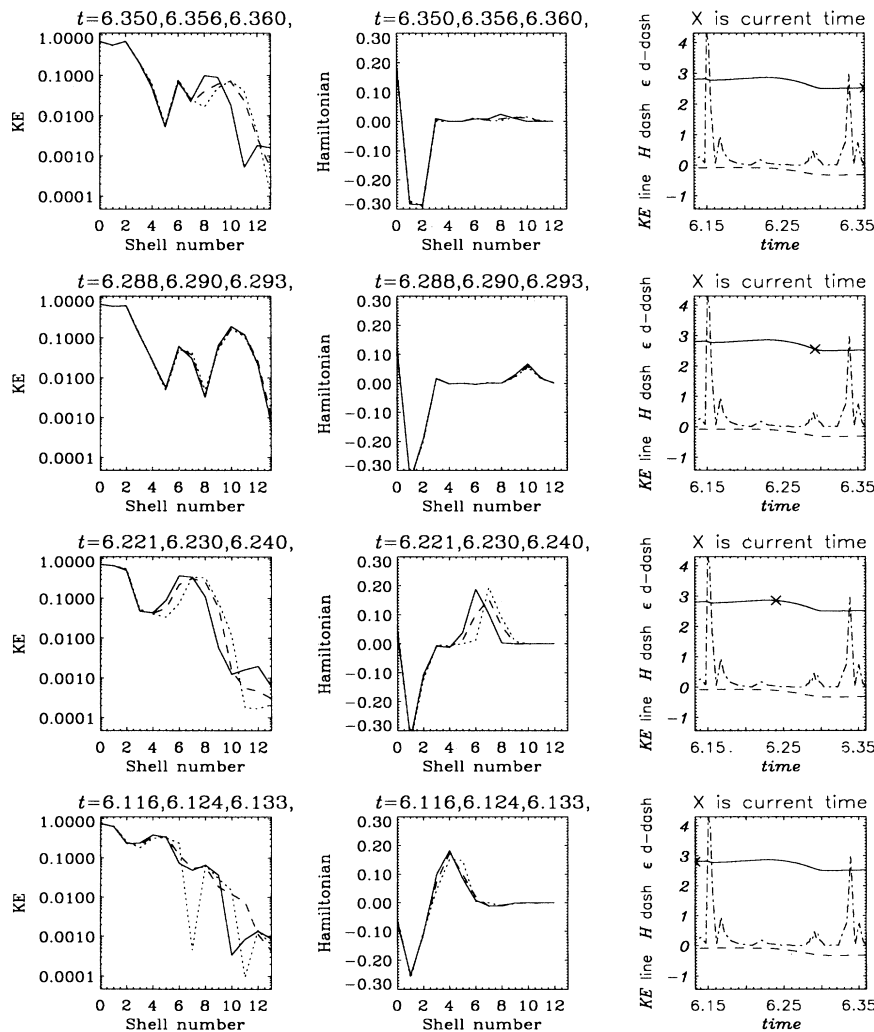 t=6.350,6.356,6.360,
t=6.350,6.356,6.360,
X is current time
KE
1.0000
0.1000
0.0100
0.0010
0.0001
0 2 4 6 8 10 12
Shell number
Hamiltonian
0.30
0.20
0.10
0.00
−0.10
−0.20
−0.30
0 2 4 6 8 10 12
Shell number
KE line H dash ε d−dash
4
3
2
1
0
−1
6.15 6.25 6.35
time
t=6.288,6.290,6.293,
t=6.288,6.290,6.293,
X is current time
KE
1.0000
0.1000
0.0100
0.0010
0.0001
0 2 4 6 8 10 12
Shell number
Hamiltonian
0.30
0.20
0.10
0.00
−0.10
−0.20
−0.30
0 2 4 6 8 10 12
Shell number
KE line H dash ε d−dash
4
3
2
1
0
−1
6.15 6.25 6.35
time
t=6.221,6.230,6.240,
t=6.221,6.230,6.240,
X is current time
KE
1.0000
0.1000
0.0100
0.0010
0.0001
0 2 4 6 8 10 12
Shell number
Hamiltonian
0.30
0.20
0.10
0.00
−0.10
−0.20
−0.30
0 2 4 6 8 10 12
Shell number
KE line H dash ε d−dash
4
3
2
1
0
−1
6.15 6.25 6.35
time
t=6.116,6.124,6.133,
t=6.116,6.124,6.133,
X is current time
KE
1.0000
0.1000
0.0100
0.0010
0.0001
0 2 4 6 8 10 12
Shell number
Hamiltonian
0.30
0.20
0.10
0.00
−0.10
−0.20
−0.30
0 2 4 6 8 10 12
Shell number
KE line H dash ε d−dash
4
3
2
1
0
−1
6.15 6.25 6.35
time